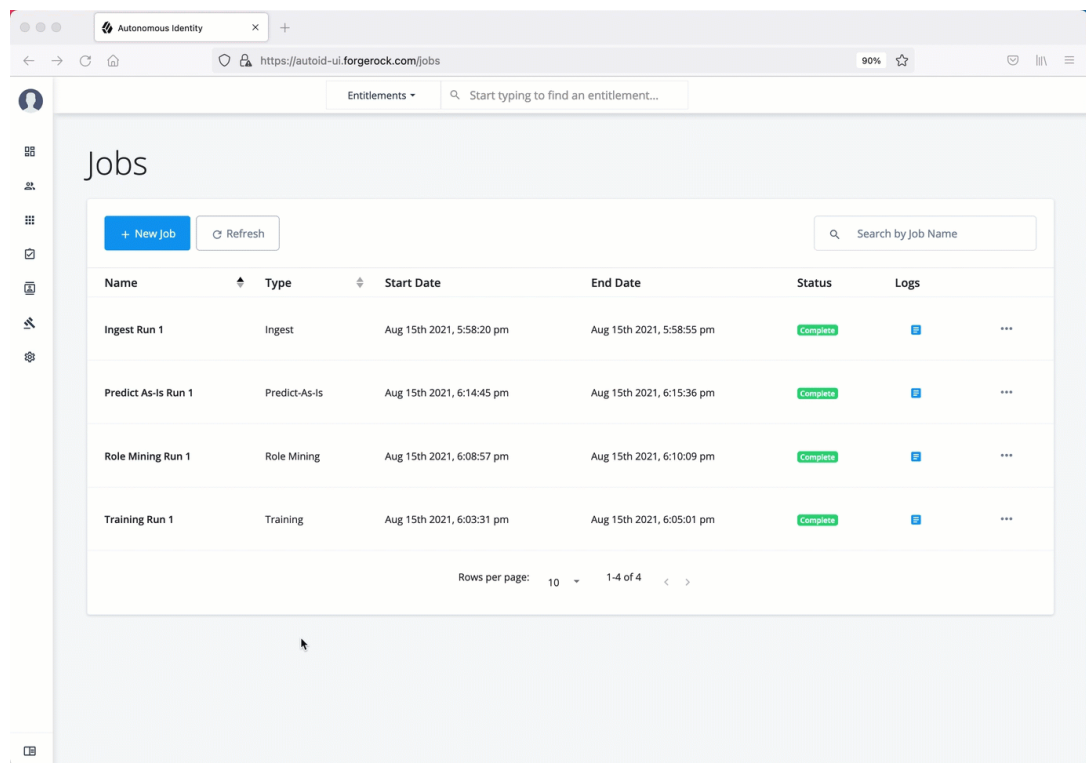 Autonomous Identity
https://autoid-ui.forgerock.com/jobs
90%
Entitlements
Start typing to find an entitlement...
Jobs
+ New Job
Refresh
Search by Job Name
Name Type Start Date End Date Status Logs
Ingest Run 1 Ingest Aug 15th 2021, 5:58:20 pm Aug 15th 2021, 5:58:55 pm Complete
Predict As-Is Run 1 Predict-As-Is Aug 15th 2021, 6:14:45 pm Aug 15th 2021, 6:15:36 pm Complete
Role Mining Run 1 Role Mining Aug 15th 2021, 6:08:57 pm Aug 15th 2021, 6:10:09 pm Complete
Training Run 1 Training Aug 15th 2021, 6:03:31 pm Aug 15th 2021, 6:05:01 pm Complete
Rows per page: 10 1-4 of 4